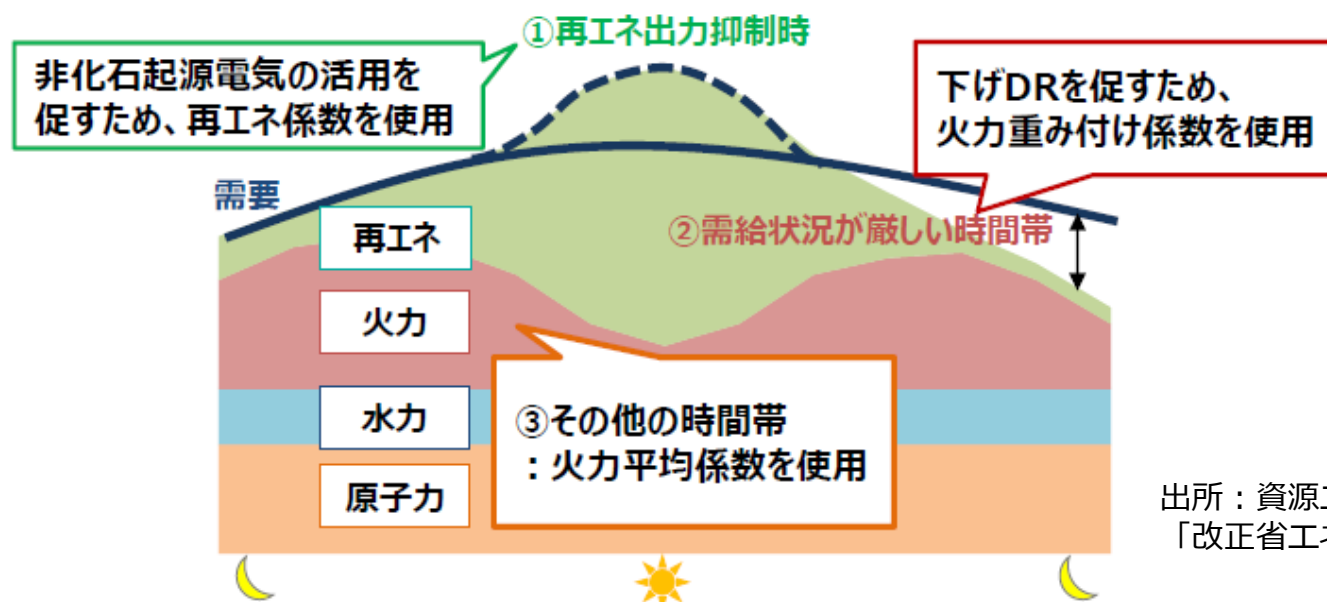 ①再エネ出力抑制時
非化石起源電気の活用を
促すため、再エネ係数を使用
下げDRを促すため、
火力重み付け係数を使用
需要
再エネ
②需給状況が厳しい時間帯
火力
水力
③その他の時間帯
：火力平均係数を使用
原子力
出所：資源
「改正省エネ